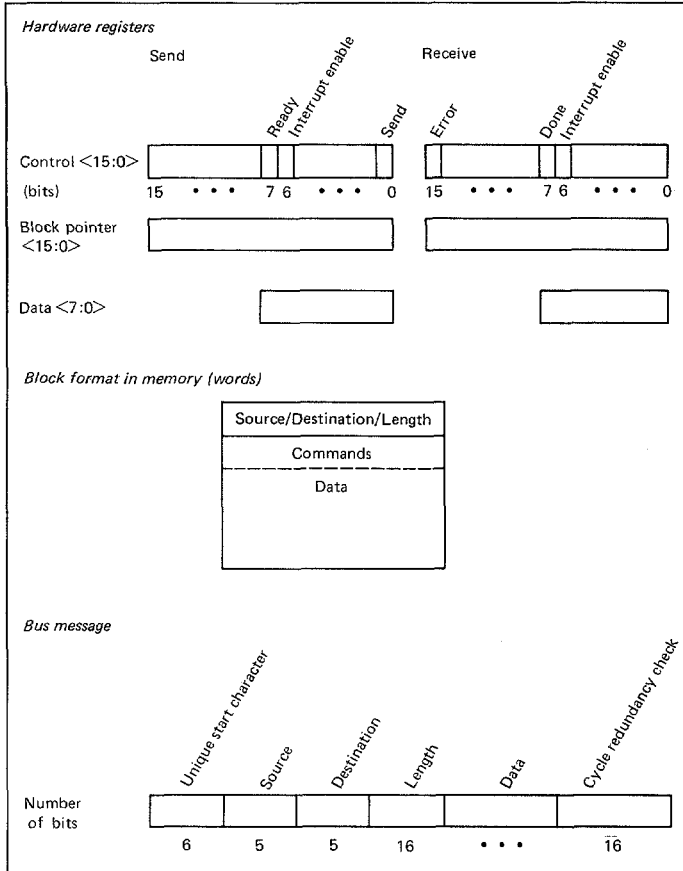 Hardware registers
Send
Receive
Ready
Interrupt enable
Send
Error
Done
Interrupt enable
Control <15:0>
(bits)
15 • • • 7 6 • • • 0
15 • • • 7 6 • • • 0
Block pointer
<15:0>
Data <7:0>
Block format in memory (words)
Source/Destination/Length
Commands
Data
Bus message
Unique start character
Source
Destination
Length
Data
Cycle redundancy check
Number
of bits
6 5 5 16 • • • 16